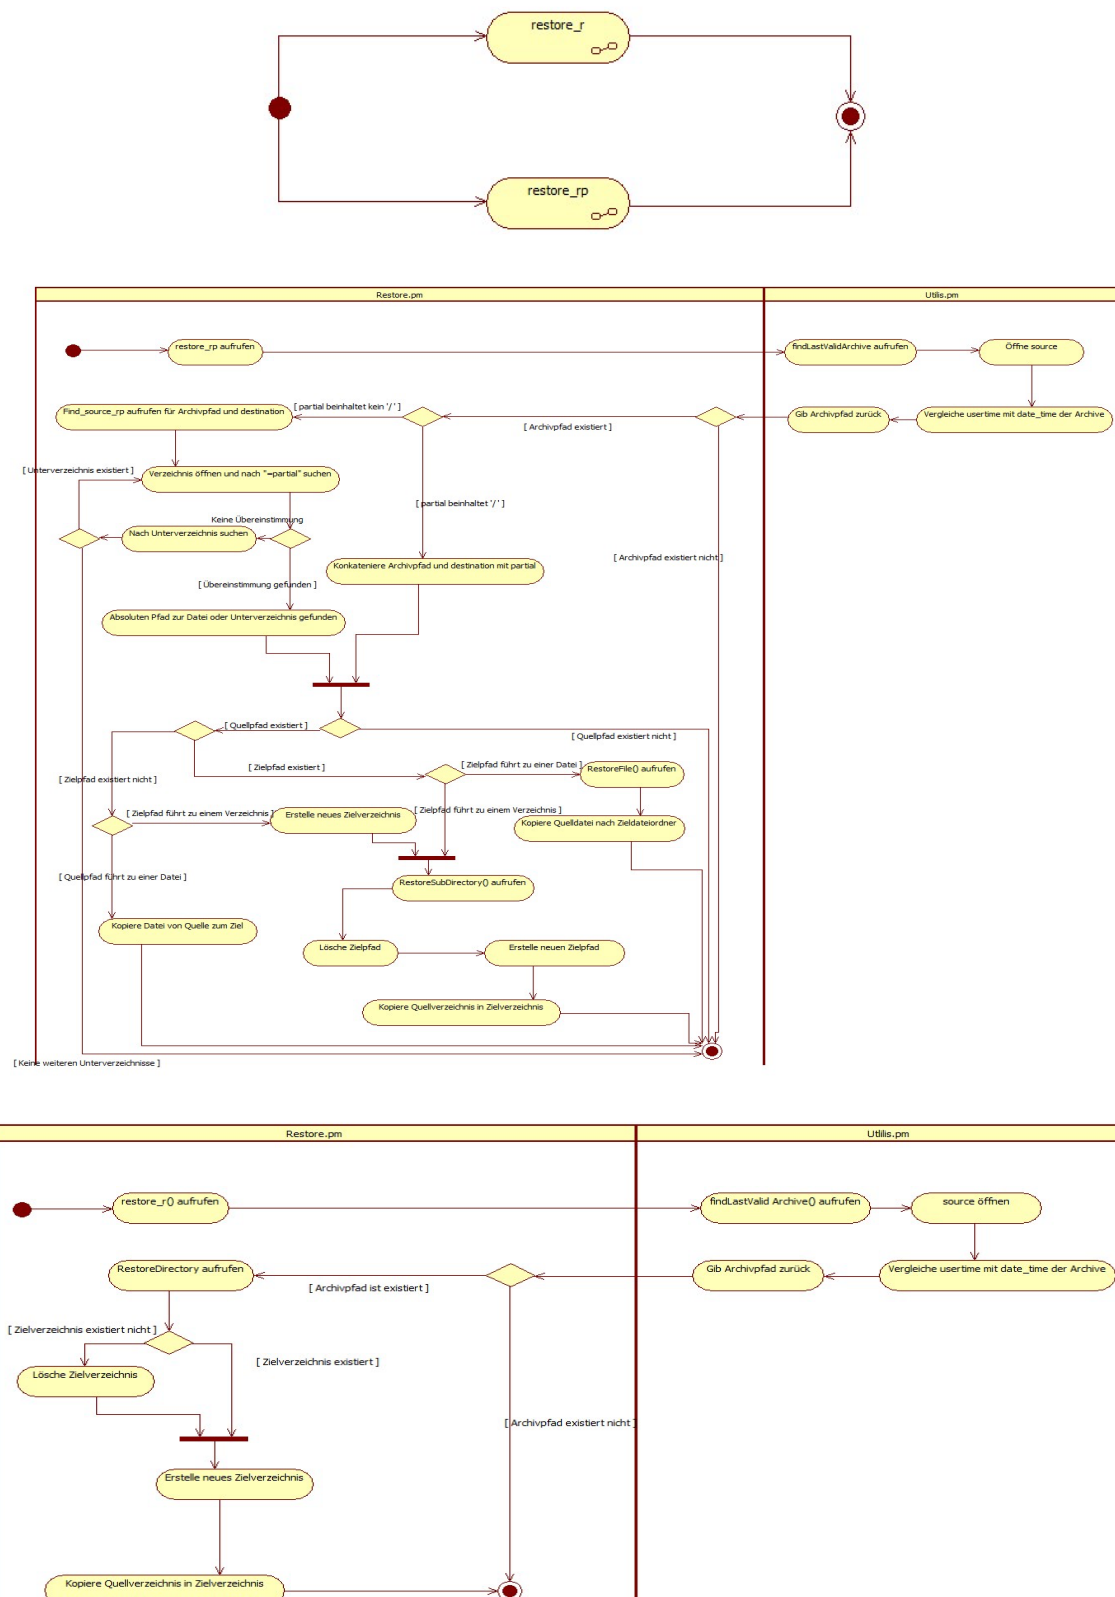 restore_r
restore_rp
Restore.pm
Utilis.pm
restore_rp aufrufen
findLastValidArchive aufrufen
Öffne source
Find_source_rp aufrufen für Archivpfad und destination
[ partial beinhaltet kein '/' ]
[ Archivpfad existiert ]
Gib Archivpfad zurück
Vergleiche usertime mit date_time der Archive
[ Unterverzeichnis existiert ]
Verzeichnis öffnen und nach "=partial" suchen
[ partial beinhaltet '/' ]
Keine Übereinstimmung
Nach Unterverzeichnis suchen
[ Archivpfad existiert nicht ]
Konkateniere Archivpfad und destination mit partial
[ Übereinstimmung gefunden ]
Absoluten Pfad zur Datei oder Unterverzeichnis gefunden
[ Quellpfad existiert ]
[ Quellpfad existiert nicht ]
[ Zielpfad existiert nicht ]
[ Zielpfad existiert ]
[ Zielpfad führt zu einer Datei ]
RestoreFile() aufrufen
[ Zielpfad führt zu einem Verzeichnis ]
Erstelle neues Zielverzeichnis
[ Zielpfad führt zu einem Verzeichnis ]
Kopiere Quelldatei nach Zieldateiordner
[ Quellpfad führt zu einer Datei ]
RestoreSubDirectory() aufrufen
Kopiere Datei von Quelle zum Ziel
Lösche Zielpfad
Erstelle neuen Zielpfad
Kopiere Quellverzeichnis in Zielverzeichnis
[ Keine weiteren Unterverzeichnisse ]
Restore.pm
Utlilis.pm
restore_r() aufrufen
findLastValid Archive() aufrufen
source öffnen
RestoreDirectory aufrufen
[ Archivpfad ist existiert ]
Gib Archivpfad zurück
Vergleiche usertime mit date_time der Archive
[ Zielverzeichnis existiert nicht ]
[ Zielverzeichnis existiert ]
Lösche Zielverzeichnis
[ Archivpfad existiert nicht ]
Erstelle neues Zielverzeichnis
Kopiere Quellverzeichnis in Zielverzeichnis